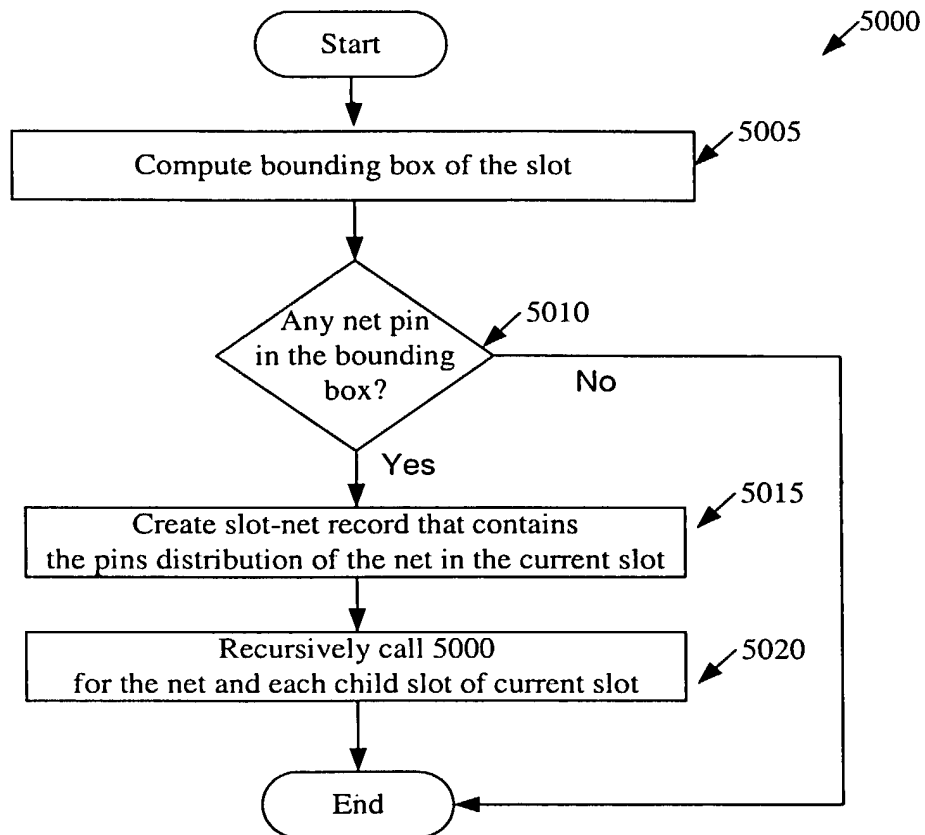 5000
Start
5005
Compute bounding box of the slot
5010
Any net pin
in the bounding
box?
No
Yes
5015
Create slot-net record that contains
the pins distribution of the net in the current slot
5020
Recursively call 5000
for the net and each child slot of current slot
End